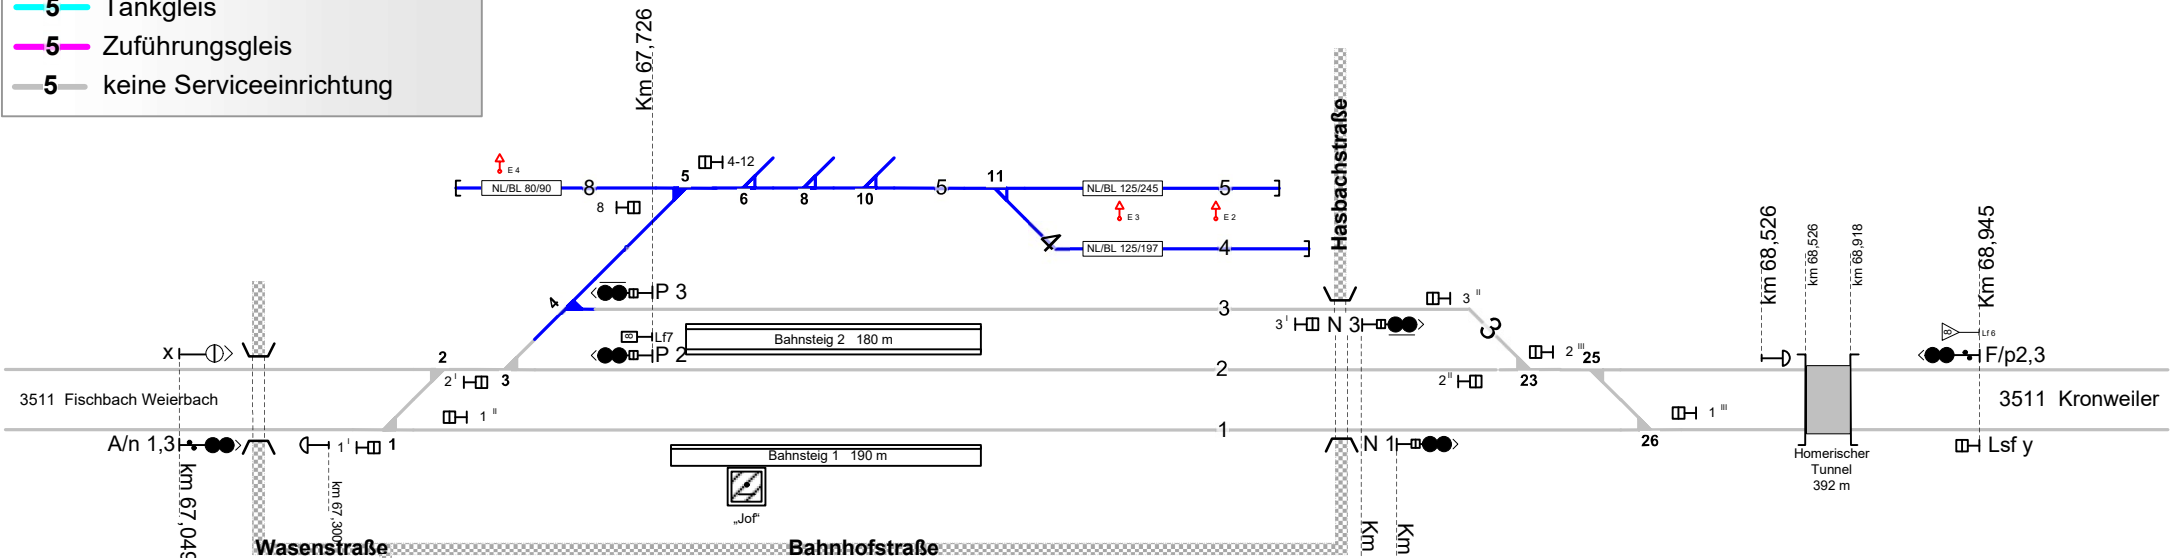 5 Tankgleis
5 Zuführungsgleis
5 keine Serviceeinrichtung
Km 67,726
Hasbachstraße
E 4
4-12
NL/BL 80/90
8
5
6
8
10
5
11
NL/BL 125/245
5
8
E 3
E 2
4
NL/BL 125/197
4
km 68,526
km 68,526
km 68,918
Km 68,945
4
P 3
3
3 II
3 I
N 3
3
8
Lf7
Bahnsteig 2 180 m
8
Lf 6
x
2
P 2
2 III
25
F/p2,3
2 I
3
2
2 II
23
3511 Fischbach Weierbach
3511 Kronweiler
1 II
1 III
1
A/n 1,3
1 I
1
N 1
26
Lsf y
Bahnsteig 1 190 m
Homerischer
Tunnel
392 m
km 67,049
km 67,300
„Jof“
Km
Km
Wasenstraße
Bahnhofstraße